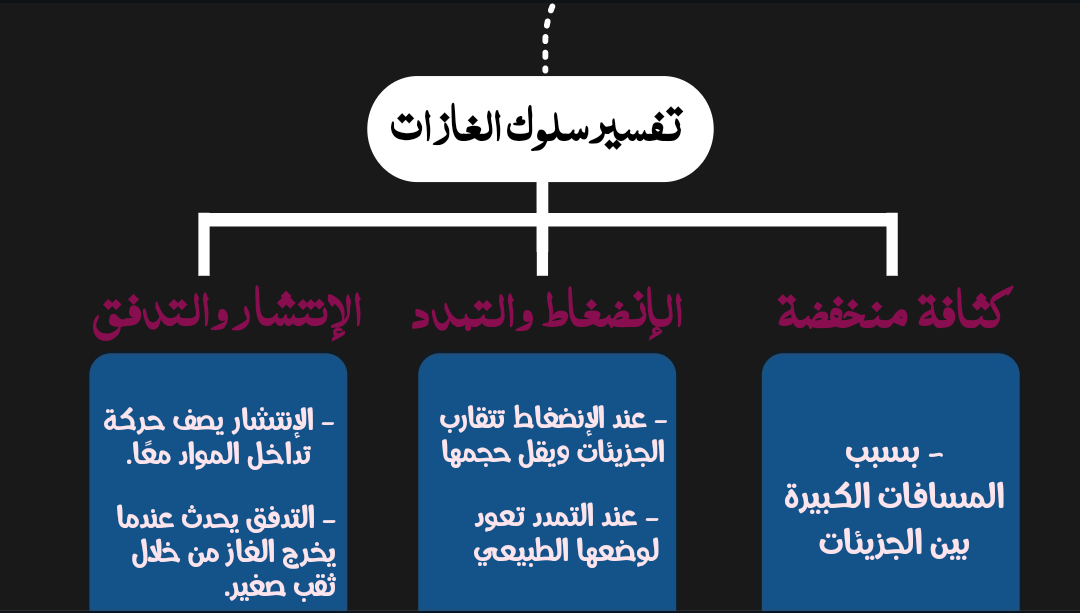 تفسير سلوك الغازات
كثافة منخفضة
- بسبب
المسافات الكبيرة
بين الجزيئات
الإنضغاط والتمدد
- عند الإنضغاط تتقارب
الجزيئات ويقل حجمها
- عند التمدد تعود
لوضعها الطبيعي
الإنتشار والتدفق
- الإنتشار يصف حركة
تداخل المواد معًا.
- التدفق يحدث عندما
يخرج الغاز من خلال
ثقب صغير.